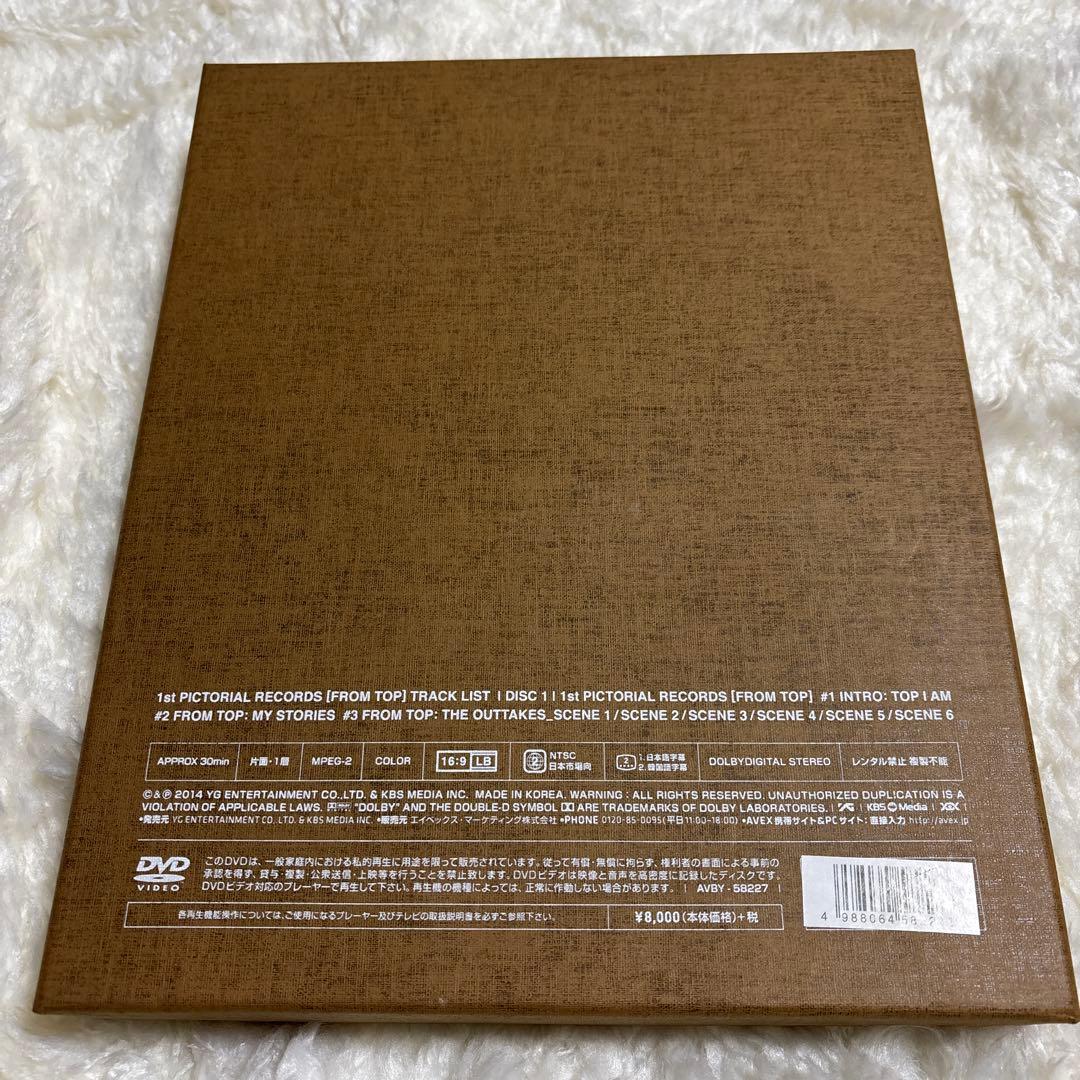 1st PICTORIAL RECORDS [FROM TOP] TRACK LIST | DISC 1 | 1st PICTORIAL RECORDS [FROM TOP] #1 INTRO: TOP I AM
#2 FROM TOP: MY STORIES #3 FROM TOP: THE OUTTAKES_SCENE 1 / SCENE 2 / SCENE 3 / SCENE 4 / SCENE 5 / SCENE 6
APPROX 30min 片面・1層 MPEG-2 COLOR 16:9 LB 2 NTSC 日本市場向 2 1. 日本語字幕 2. 韓国語字幕 DOLBYDIGITAL STEREO レンタル禁止 複製不能
©&℗ 2014 YG ENTERTAINMENT CO.,LTD. & KBS MEDIA INC. MADE IN KOREA. WARNING : ALL RIGHTS RESERVED. UNAUTHORIZED DUPLICATION IS A
VIOLATION OF APPLICABLE LAWS. "DOLBY" AND THE DOUBLE-D SYMBOL ARE TRADEMARKS OF DOLBY LABORATORIES. | YG | KBS Media |
•発売元 YG ENTERTAINMENT CO., LTD. & KBS MEDIA INC. •販売元 エイベックス・マーケティング株式会社 •PHONE 0120-85-0095(平日11:00~18:00) •AVEX携帯サイト&PCサイト: 直接入力 http://avex.jp/
DVD VIDEO
このDVDは、一般家庭内における私的再生に用途を限って販売されています。従って有償・無償に拘らず、権利者の書面による事前の
承認を得ず、貸与・複製・公衆送信・上映等を行うことを禁止致します。DVDビデオは映像と音声を高密度に記録したディスクです。
DVDビデオ対応のプレーヤーで再生して下さい。再生機の機種によっては、正常に作動しない場合があります。 | AVBY-58227 |
各再生機能操作については、ご使用になるプレーヤー及びテレビの取扱説明書を必ずご参照下さい。 ¥8,000(本体価格)+税
4 988064 58